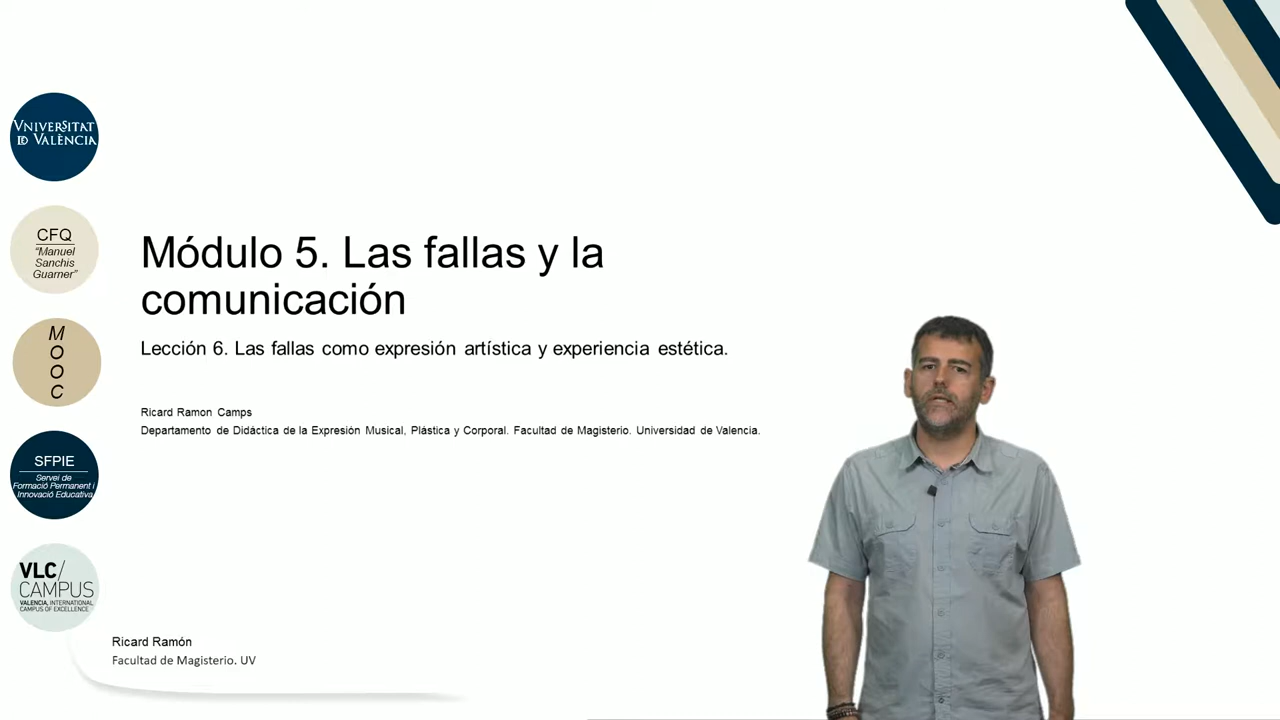 VNIVERSITAT
ID VALÈNCIA
CFQ
"Manuel
Sanchis
Guarner"
M
O
O
C
SFPIE
Servei de
Formació Permanent i
Innovació Educativa
VLC/
CAMPUS
VALENCIA, INTERNATIONAL
CAMPUS OF EXCELLENCE
Módulo 5. Las fallas y la
comunicación
Lección 6. Las fallas como expresión artística y experiencia estética.
Ricard Ramon Camps
Departamento de Didáctica de la Expresión Musical, Plástica y Corporal. Facultad de Magisterio. Universidad de Valencia.
Ricard Ramón
Facultad de Magisterio. UV